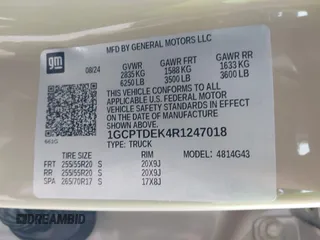 gm
MFD BY GENERAL MOTORS LLC
08/24
GVWR GAWR FRT GAWR RR
2835 KG 1588 KG 1633 KG
6250 LB 3500 LB 3600 LB
THIS VEHICLE CONFORMS TO ALL
APPLICABLE U.S. FEDERAL MOTOR
VEHICLE SAFETY STANDARDS IN EFFECT
ON THE DATE OF MANUFACTURE
SHOWN ABOVE.
1GCPTDEK4R1247018
TYPE: TRUCK
TIRE SIZE RIM MODEL: 4814G43
FRT 255/55R20 S 20X9J
RR 255/55R20 S 20X9J
SPA 265/70R17 S 17X8J
DREAMBID